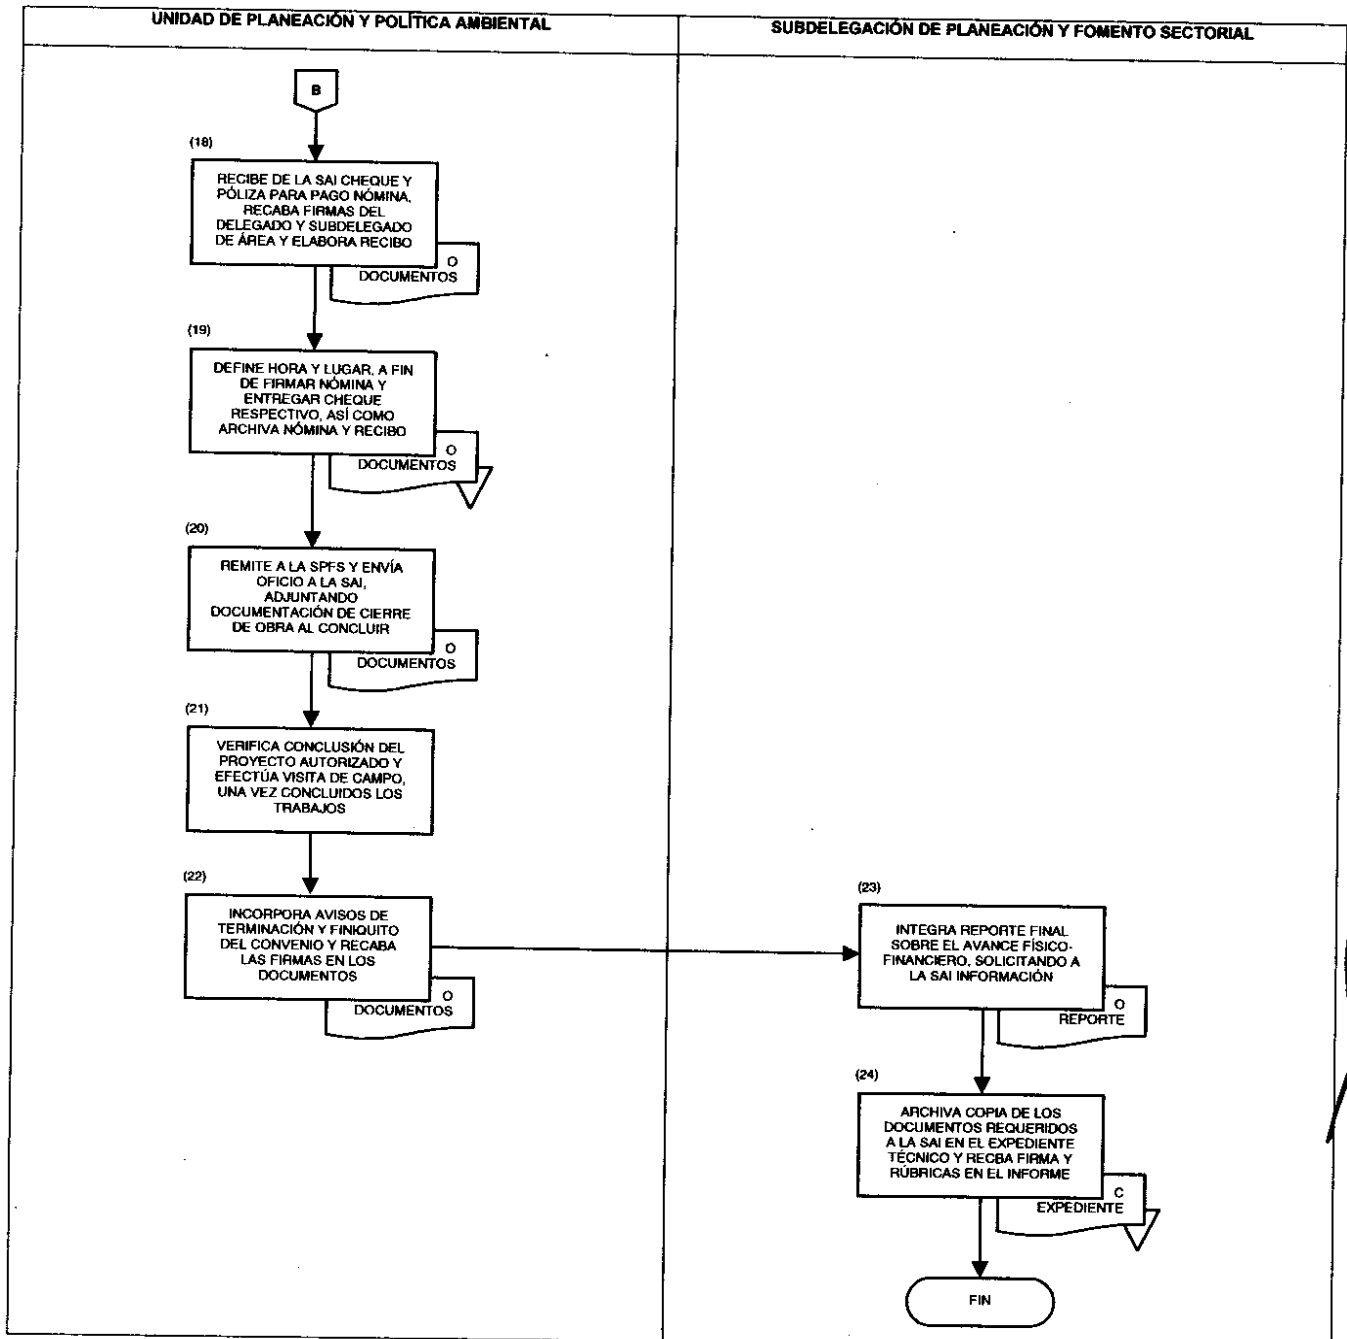 UNIDAD DE PLANEACIÓN Y POLÍTICA AMBIENTAL
SUBDELEGACIÓN DE PLANEACIÓN Y FOMENTO SECTORIAL
B
(18)
RECIBE DE LA SAI CHEQUE Y
PÓLIZA PARA PAGO NÓMINA,
RECABA FIRMAS DEL
DELEGADO Y SUBDELEGADO
DE ÁREA Y ELABORA RECIBO
O
DOCUMENTOS
(19)
DEFINE HORA Y LUGAR, A FIN
DE FIRMAR NÓMINA Y
ENTREGAR CHEQUE
RESPECTIVO, ASÍ COMO
ARCHIVA NÓMINA Y RECIBO
O
DOCUMENTOS
(20)
REMITE A LA SPFS Y ENVÍA
OFICIO A LA SAI,
ADJUNTANDO
DOCUMENTACIÓN DE CIERRE
DE OBRA AL CONCLUIR
O
DOCUMENTOS
(21)
VERIFICA CONCLUSIÓN DEL
PROYECTO AUTORIZADO Y
EFECTÚA VISITA DE CAMPO,
UNA VEZ CONCLUIDOS LOS
TRABAJOS
(22)
INCORPORA AVISOS DE
TERMINACIÓN Y FINIQUITO
DEL CONVENIO Y RECABA
LAS FIRMAS EN LOS
DOCUMENTOS
O
DOCUMENTOS
(23)
INTEGRA REPORTE FINAL
SOBRE EL AVANCE FÍSICO-
FINANCIERO, SOLICITANDO A
LA SAI INFORMACIÓN
O
REPORTE
(24)
ARCHIVA COPIA DE LOS
DOCUMENTOS REQUERIDOS
A LA SAI EN EL EXPEDIENTE
TÉCNICO Y RECBA FIRMA Y
RÚBRICAS EN EL INFORME
C
EXPEDIENTE
FIN